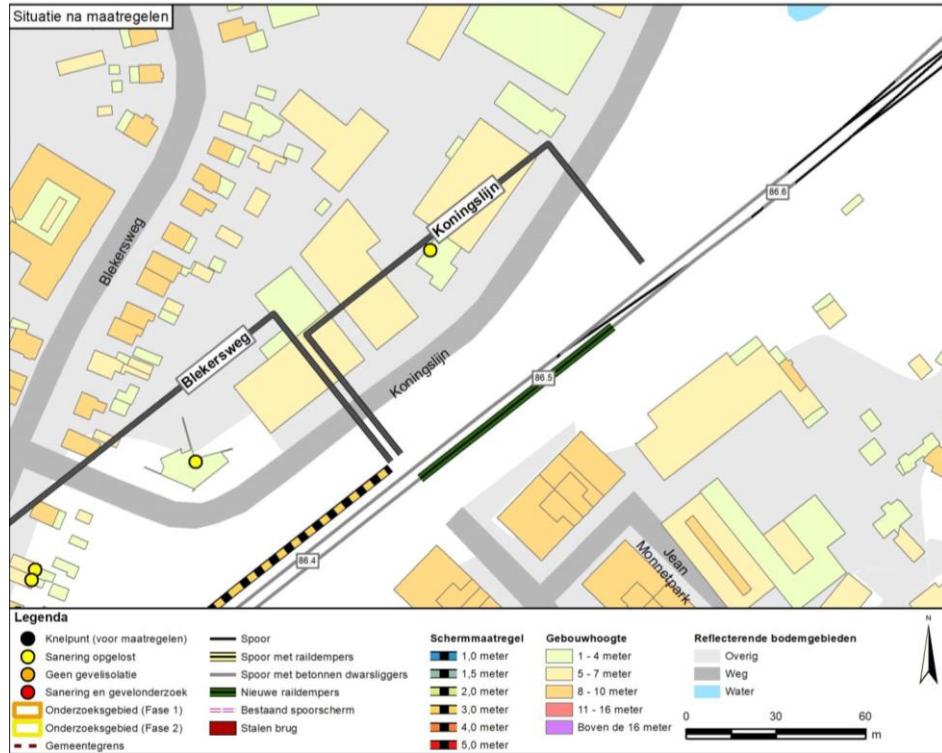 Situatie na maatregelen
Blekersweg
Koningslijn
86.6
Blekersweg
Koningslijn
86.5
86.4
Jean
Monnetpark
Legenda
Knelpunt (voor maatregelen)
Sanering opgelost
Geen gevelisolatie
Sanering en gevelonderzoek
Onderzoeksgebied (Fase 1)
Onderzoeksgebied (Fase 2)
Gemeentegrens
Spoor
Spoor met raildempers
Spoor met betonnen dwarsliggers
Nieuwe raildempers
Bestaand spoorscherm
Stalen brug
Schermmaatregel
1,0 meter
1,5 meter
2,0 meter
3,0 meter
4,0 meter
5,0 meter
Gebouwhoogte
1 - 4 meter
5 - 7 meter
8 - 10 meter
11 - 16 meter
Boven de 16 meter
Reflecterende bodemgebieden
Overig
Weg
Water
N
0 30 60
m